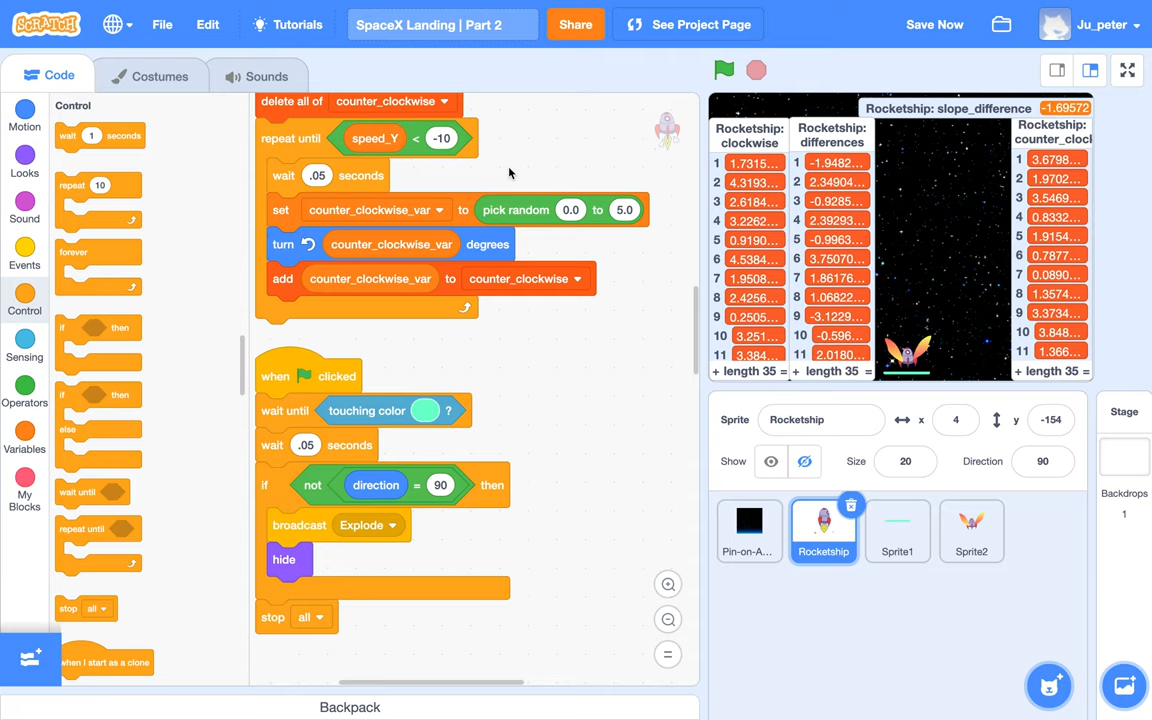 SCRATCH
File
Edit
Tutorials
SpaceX Landing | Part 2
Share
See Project Page
Save Now
Ju_peter
Code
Costumes
Sounds
Motion
Looks
Sound
Events
Control
Sensing
Operators
Variables
My
Blocks
Control
wait 1 seconds
repeat 10
forever
if then
if then
else
wait until
repeat until
stop all
when I start as a clone
delete all of counter_clockwise
repeat until speed_Y < -10
wait .05 seconds
set counter_clockwise_var to pick random 0.0 to 5.0
turn counter_clockwise_var degrees
add counter_clockwise_var to counter_clockwise
when clicked
wait until touching color ?
wait .05 seconds
if not direction = 90 then
broadcast Explode
hide
stop all
Backpack
Rocketship: slope_difference -1.69572
Rocketship:
clockwise
1 1.7315...
2 4.3193...
3 2.6184...
4 3.2262...
5 0.9190...
6 4.5384...
7 1.9508...
8 2.4256...
9 0.2505...
10 3.251...
11 3.384...
+ length 35 =
Rocketship:
differences
1 -1.9482...
2 2.34904...
3 -0.9285...
4 2.39293...
5 -0.9963...
6 3.75070...
7 1.86176...
8 1.06822...
9 -3.1229...
10 -0.596...
11 2.0180...
+ length 35 =
Rocketship:
counter_clock
1 3.6798...
2 1.9702...
3 3.5469...
4 0.8332...
5 1.9154...
6 0.7877...
7 0.0890...
8 1.3574...
9 3.3734...
10 3.848...
11 1.366...
+ length 35 =
Sprite Rocketship x 4 y -154
Show Size 20 Direction 90
Pin-on-A...
Rocketship
Sprite1
Sprite2
Stage
Backdrops
1